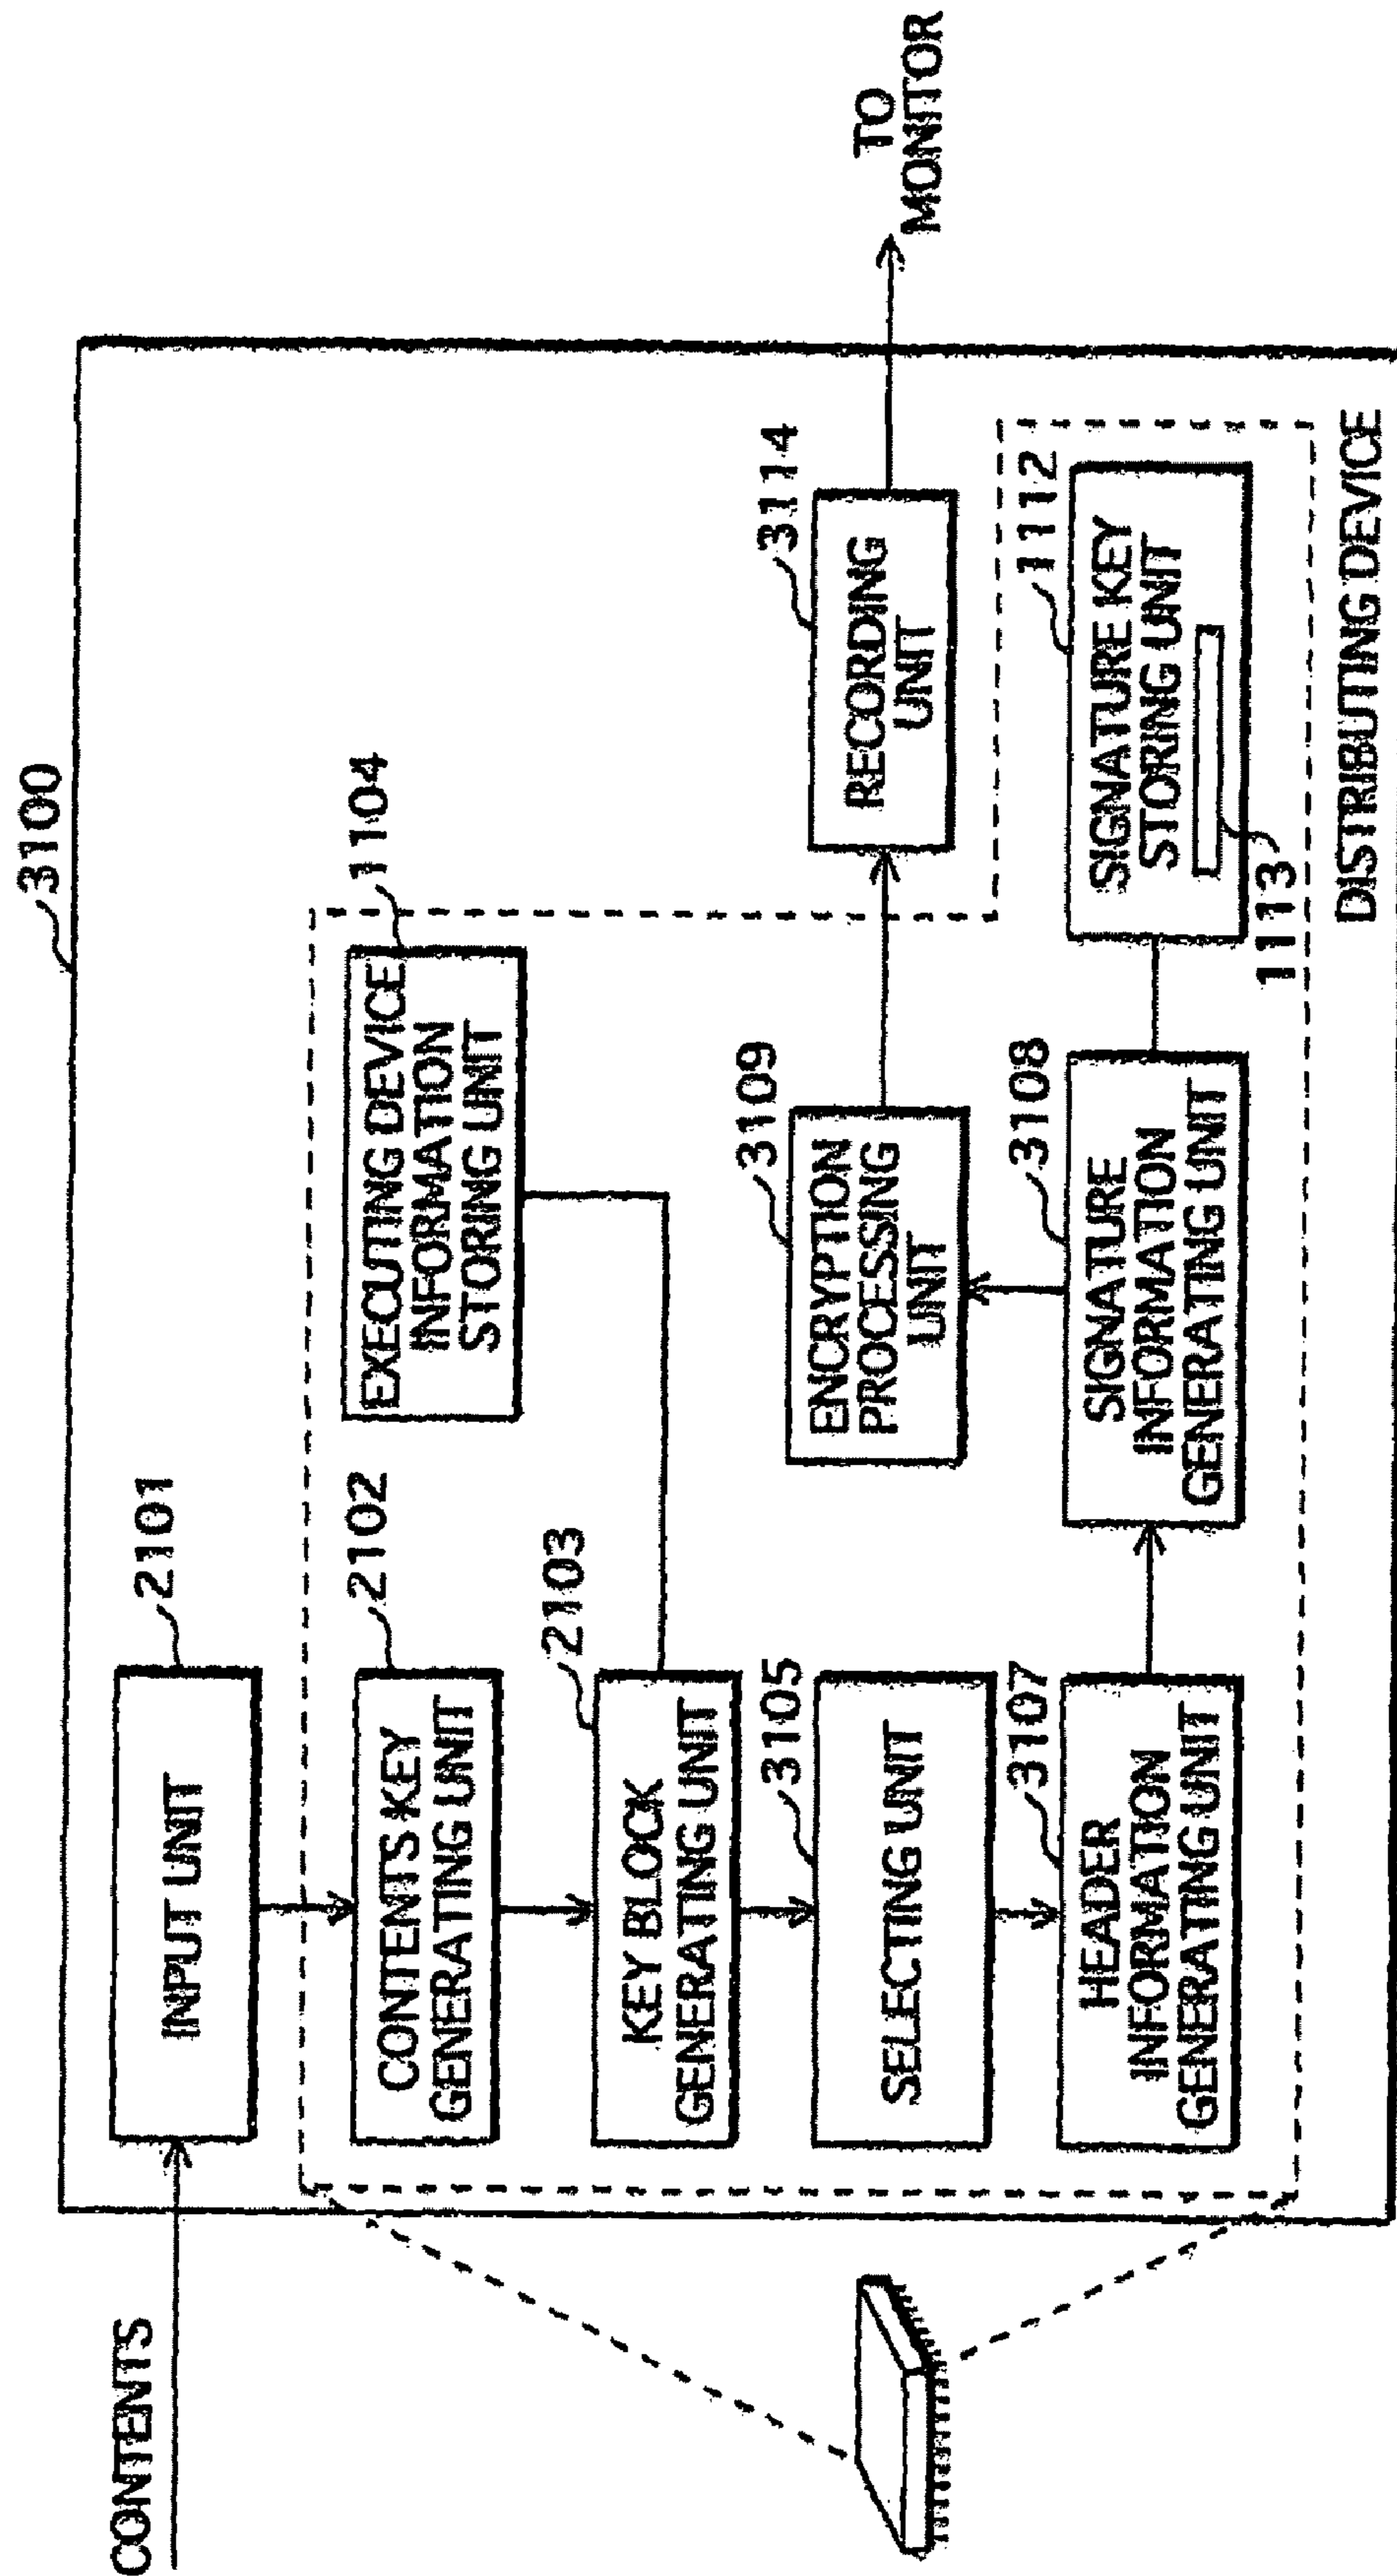 3100
CONTENTS
INPUT UNIT
2101
CONTENTS KEY
GENERATING UNIT
2102
EXECUTING DEVICE
INFORMATION
STORING UNIT
1104
KEY BLOCK
GENERATING UNIT
2103
SELECTING UNIT
3105
ENCRYPTION
PROCESSING
UNIT
3109
RECORDING
UNIT
3114
TO
MONITOR
HEADER
INFORMATION
GENERATING UNIT
3107
SIGNATURE
INFORMATION
GENERATING UNIT
3108
SIGNATURE KEY
STORING UNIT
1112
1113
DISTRIBUTING DEVICE